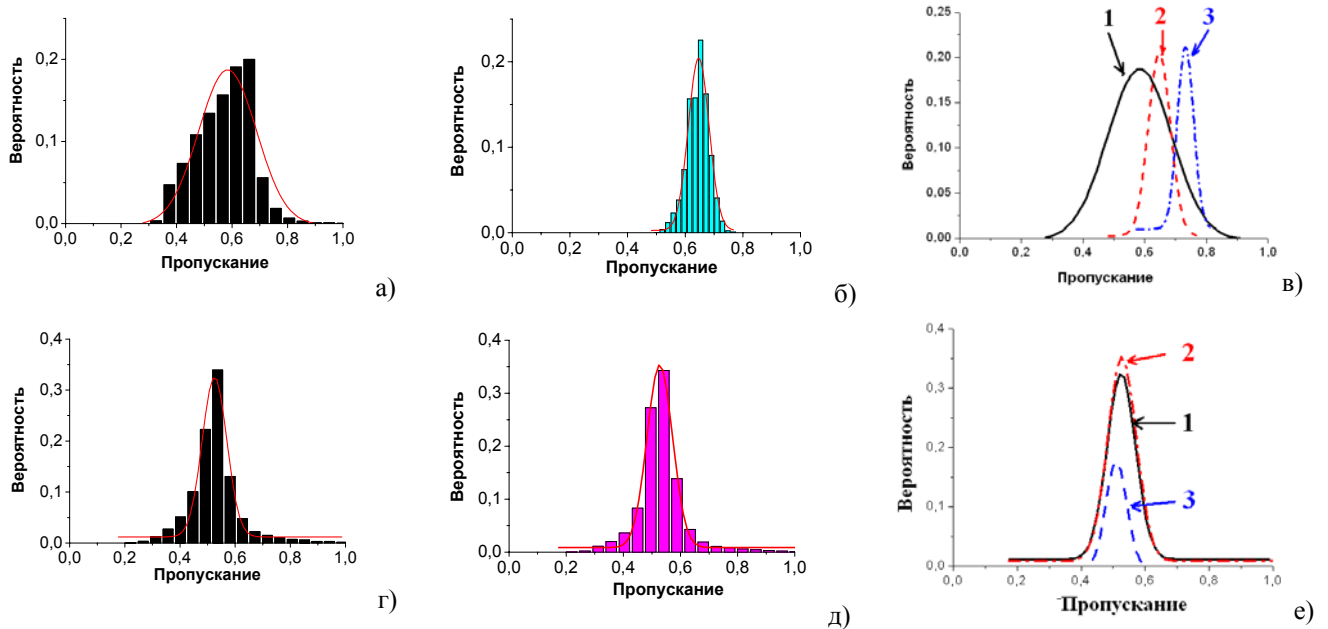 Вероятность
0,2
0,1
0,0
0,0 0,2 0,4 0,6 0,8 1,0
Пропускание
а)
Вероятность
0,2
0,1
0,0
0,0 0,2 0,4 0,6 0,8 1,0
Пропускание
б)
1 2 3
Вероятность
0,25
0,20
0,15
0,10
0,05
0,00
0,0 0,2 0,4 0,6 0,8 1,0
Пропускание
в)
Вероятность
0,4
0,3
0,2
0,1
0,0
0,0 0,2 0,4 0,6 0,8 1,0
Пропускание
г)
Вероятность
0,4
0,3
0,2
0,1
0,0
0,0 0,2 0,4 0,6 0,8 1,0
Пропускание
д)
Вероятность
0,4
0,3
0,2
0,1
0,0
2
1
3
0,0 0,2 0,4 0,6 0,8 1,0
Пропускание
е)